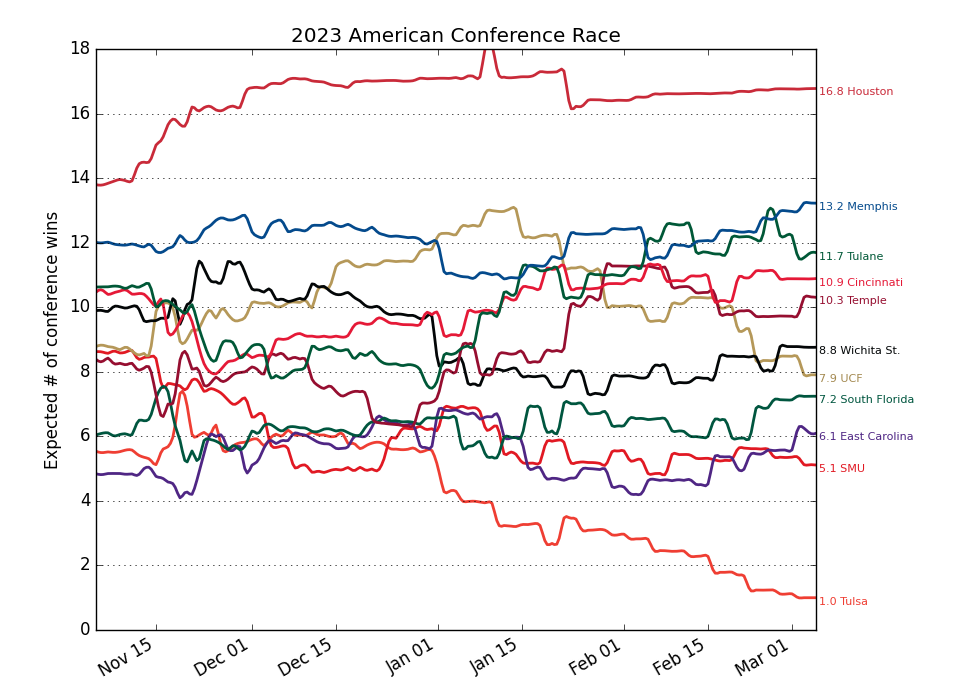 2023 American Conference Race
Expected # of conference wins
18
16
14
12
10
8
6
4
2
0
16.8 Houston
13.2 Memphis
11.7 Tulane
10.9 Cincinnati
10.3 Temple
8.8 Wichita St.
7.9 UCF
7.2 South Florida
6.1 East Carolina
5.1 SMU
1.0 Tulsa
Nov 15
Dec 01
Dec 15
Jan 01
Jan 15
Feb 01
Feb 15
Mar 01